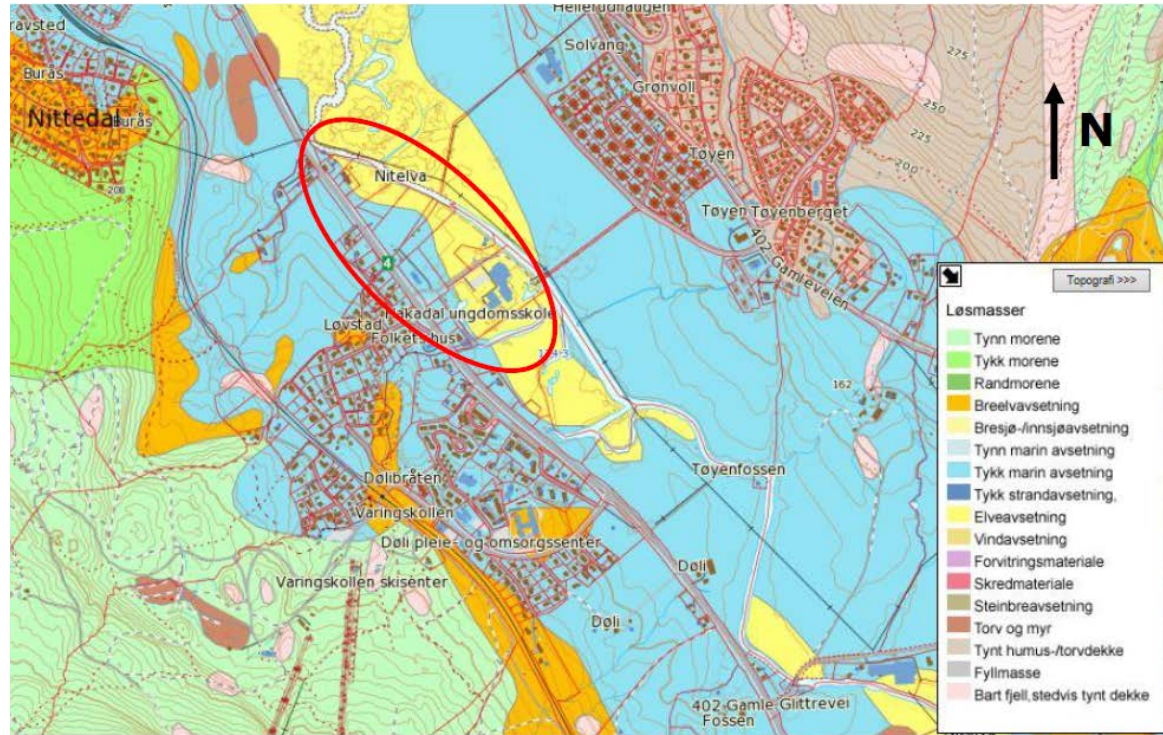 Hellerudhaugen
Solvang
Burås
Grønvoll
Nittedal
Burås
N
275
250
225
200
208
Nitelva
Tøyen
Tøyen
Tøyenberget
402 Gamleveien
4
Hakadal ungdomsskole
Løvstad
Folkets hus
162
Tøyenfossen
Dølibråten
Varingskollen
Døli pleie- og omsorgssenter
Varingskollen skisenter
Døli
Døli
402 Gamle Glittrevei
Fossen
Topografi >>>
Løsmasser
Tynn morene
Tykk morene
Randmorene
Breelvavsetning
Bresjø-/innsjøavsetning
Tynn marin avsetning
Tykk marin avsetning
Tykk strandavsetning,
Elveavsetning
Vindavsetning
Forvitringsmateriale
Skredmateriale
Steinbreavsetning
Torv og myr
Tynt humus-/torvdekke
Fyllmasse
Bart fjell,stedvis tynt dekke